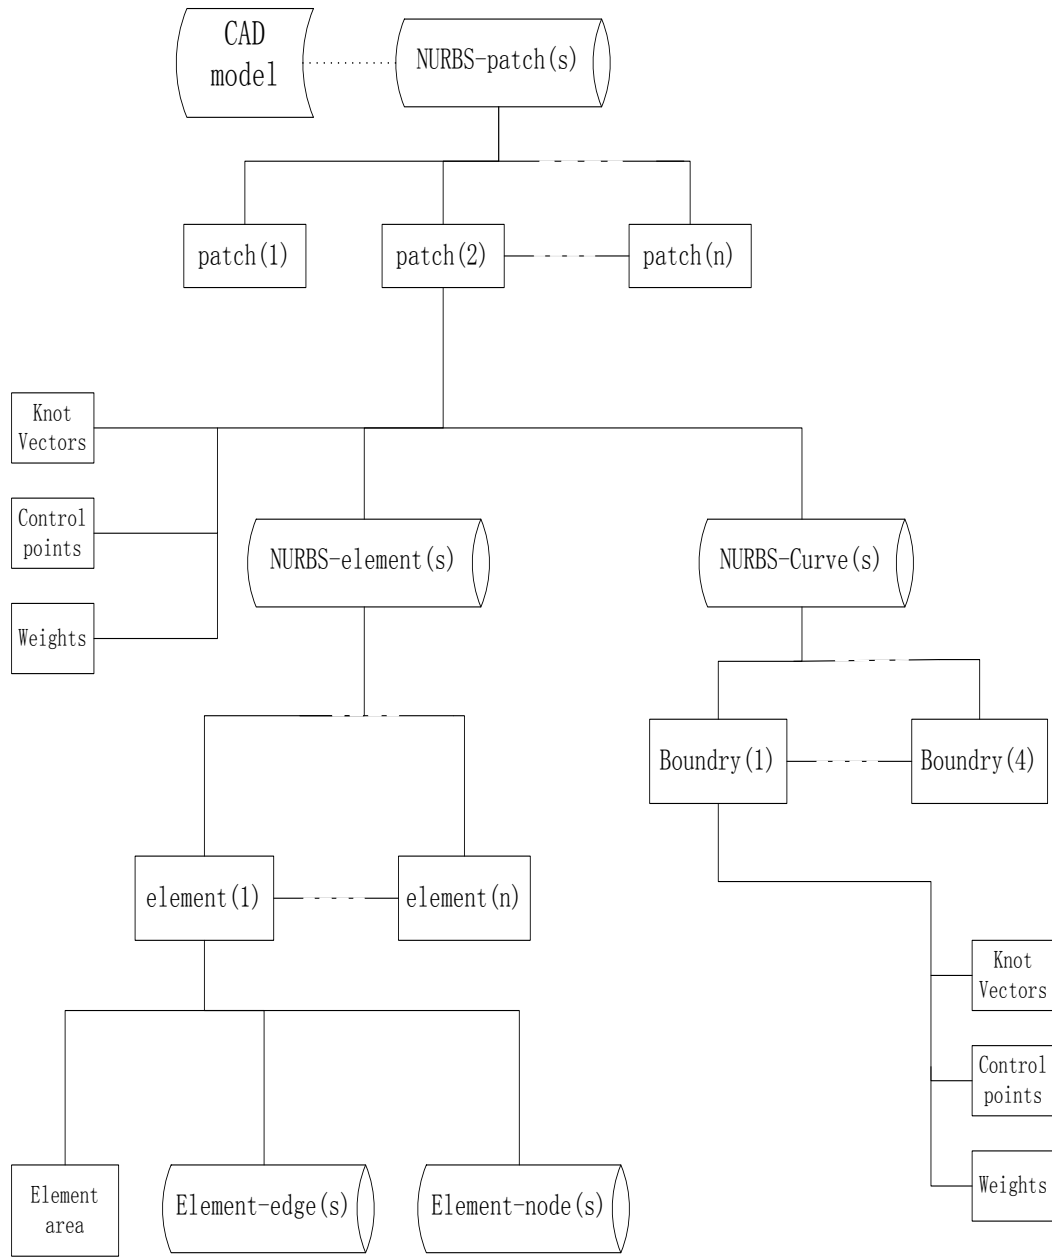 CAD
model
NURBS-patch(s)
patch(1)
patch(2)
patch(n)
Knot
Vectors
Control
points
Weights
NURBS-element(s)
NURBS-Curve(s)
Boundry(1)
Boundry(4)
element(1)
element(n)
Knot
Vectors
Control
points
Weights
Element
area
Element-edge(s)
Element-node(s)